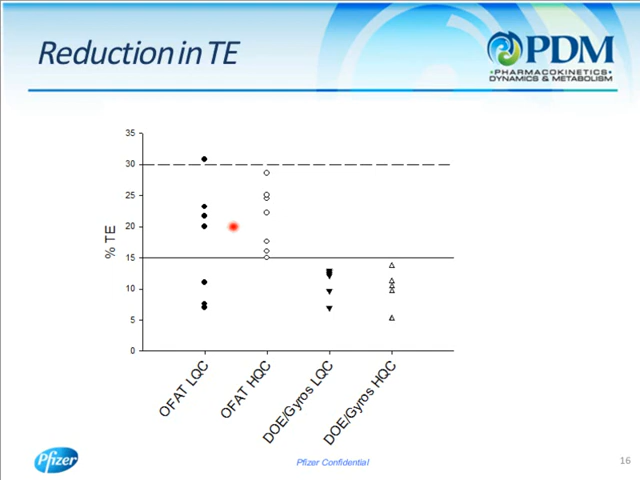 Reduction in TE
PDM
•PHARMACOKINETICS•
DYNAMICS & METABOLISM
35
30
25
20
15
10
5
0
% TE
OFAT LQC
OFAT HQC
DOE/Gyros LQC
DOE/Gyros HQC
Pfizer
Pfizer Confidential
16